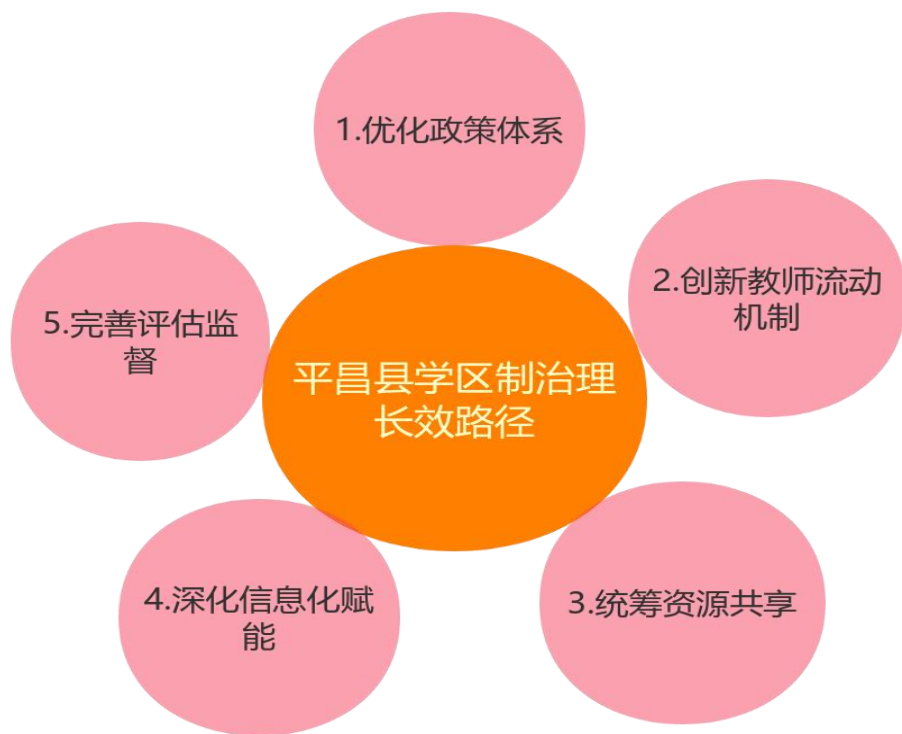 1.优化政策体系
2.创新教师流动
机制
平昌县学区制治理
长效路径
5.完善评估监
督
4.深化信息化赋
能
3.统筹资源共享